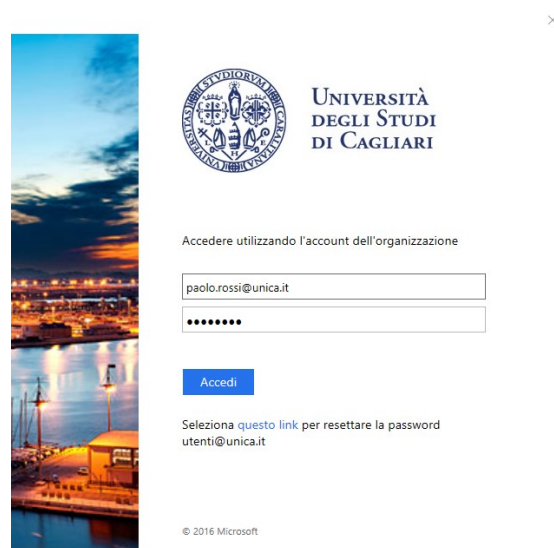 UNIVERSITÀ
DEGLI STUDI
DI CAGLIARI
Accedere utilizzando l'account dell'organizzazione
paolo.rossi@unica.it
••••••••
Accedi
Seleziona questo link per resettare la password
utenti@unica.it
© 2016 Microsoft